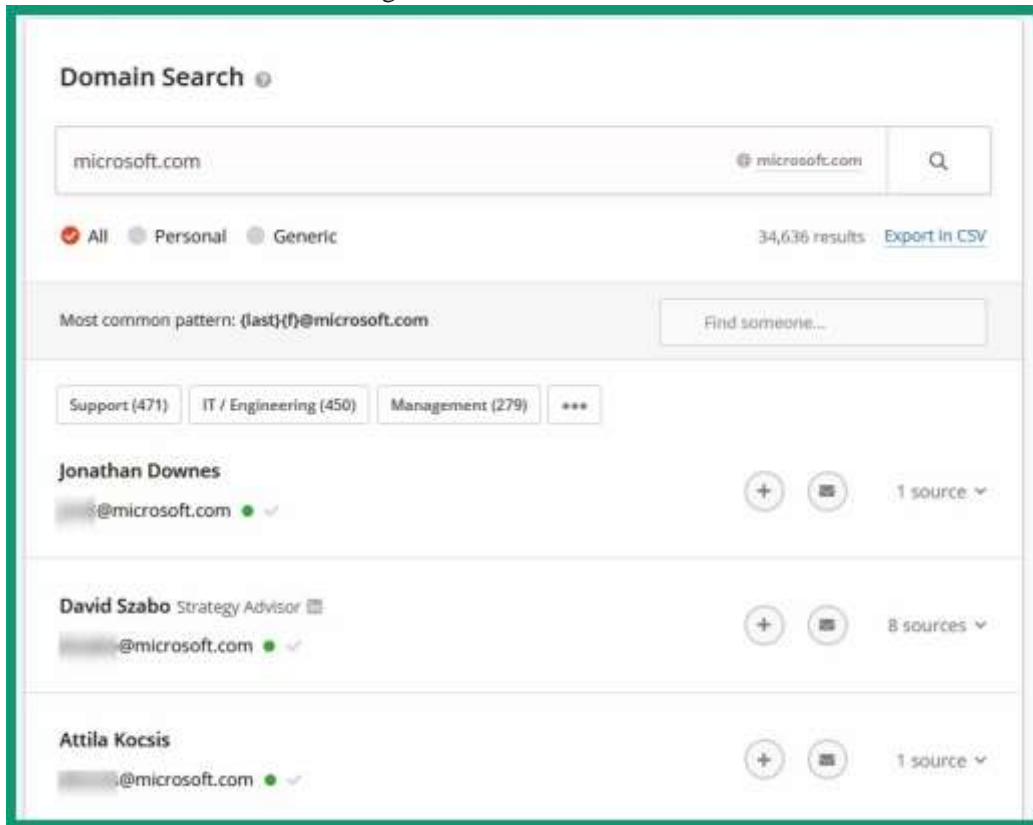 Domain Search
microsoft.com @ microsoft.com
All Personal Generic 34,636 results Export in CSV
Most common pattern: {last}{f}@microsoft.com Find someone...
Support (471) IT / Engineering (450) Management (279)
Jonathan Downes
@microsoft.com 1 source
David Szabo Strategy Advisor
@microsoft.com 8 sources
Attila Kocsis
@microsoft.com 1 source